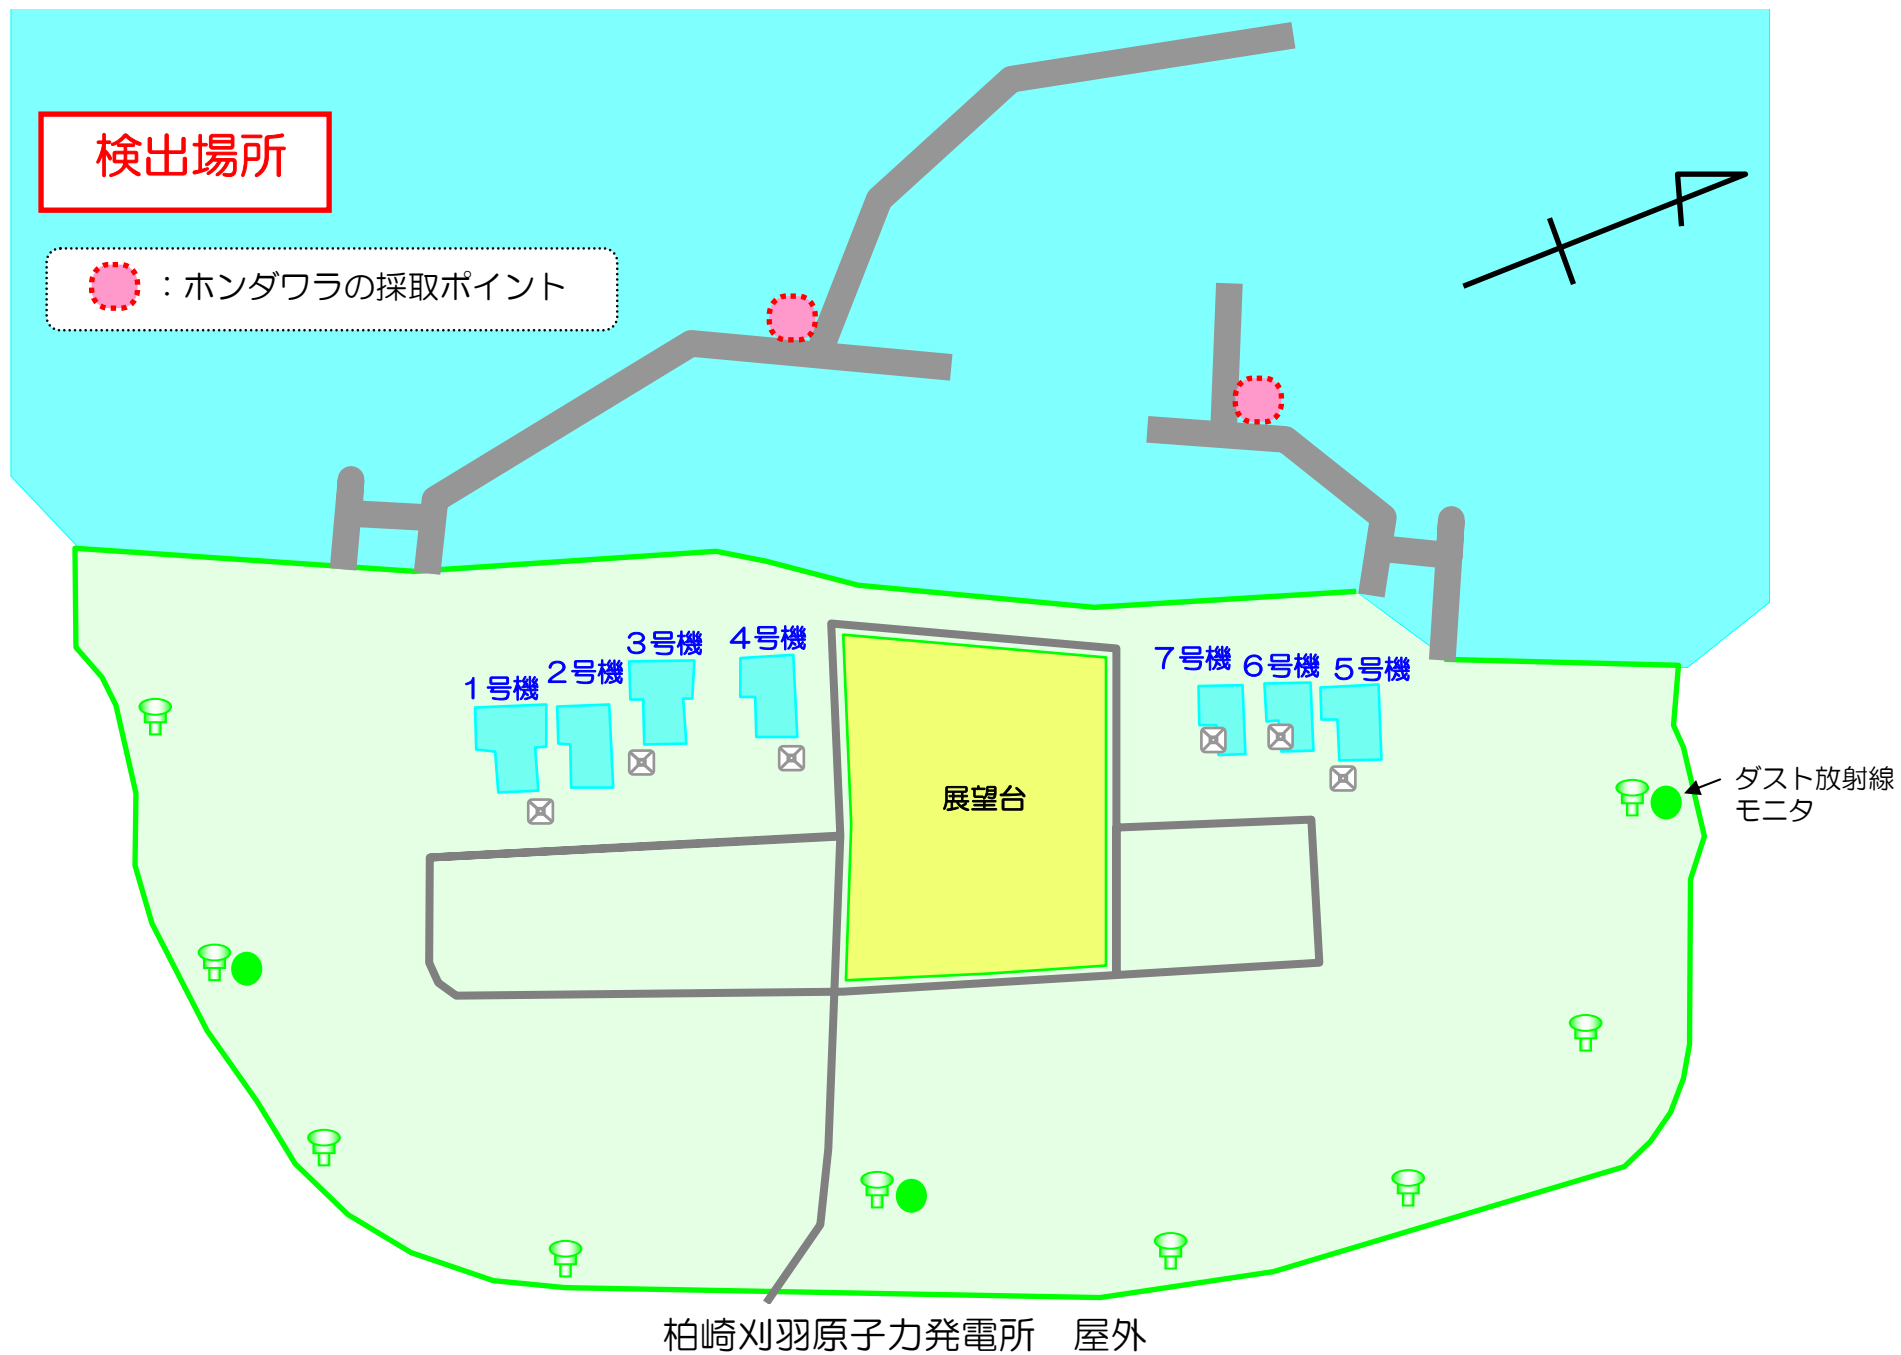 検出場所
：ホンダワラの採取ポイント
３号機
４号機
７号機
６号機
５号機
２号機
１号機
展望台
ダスト放射線
モニタ
柏崎刈羽原子力発電所　屋外